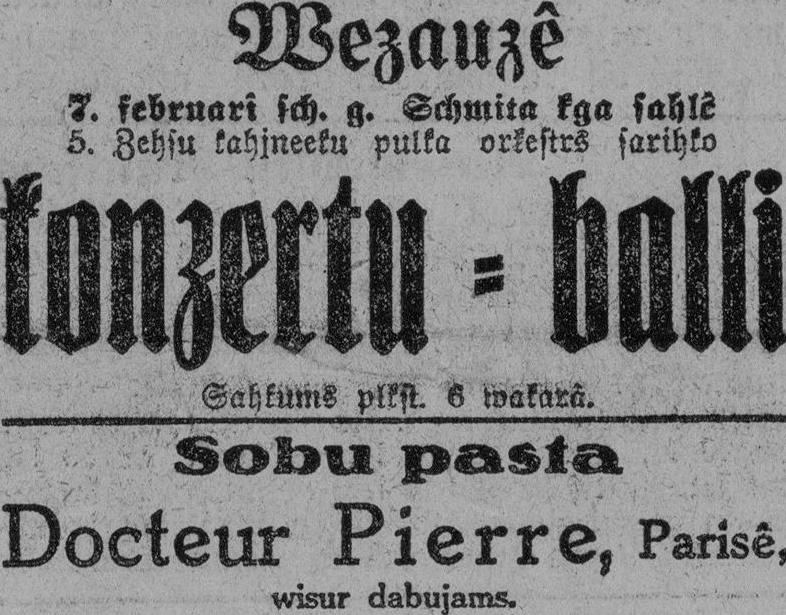 Wezauzê
7. februarî sch. g. Schmita kga sahlê
5. Zehsu kahjneeku pulka orkestrs sarihko
konzertu = balli
Sahkums plkst. 6 wakarâ.
Sobu pasta
Docteur Pierre, Parisê,
wisur dabujams.